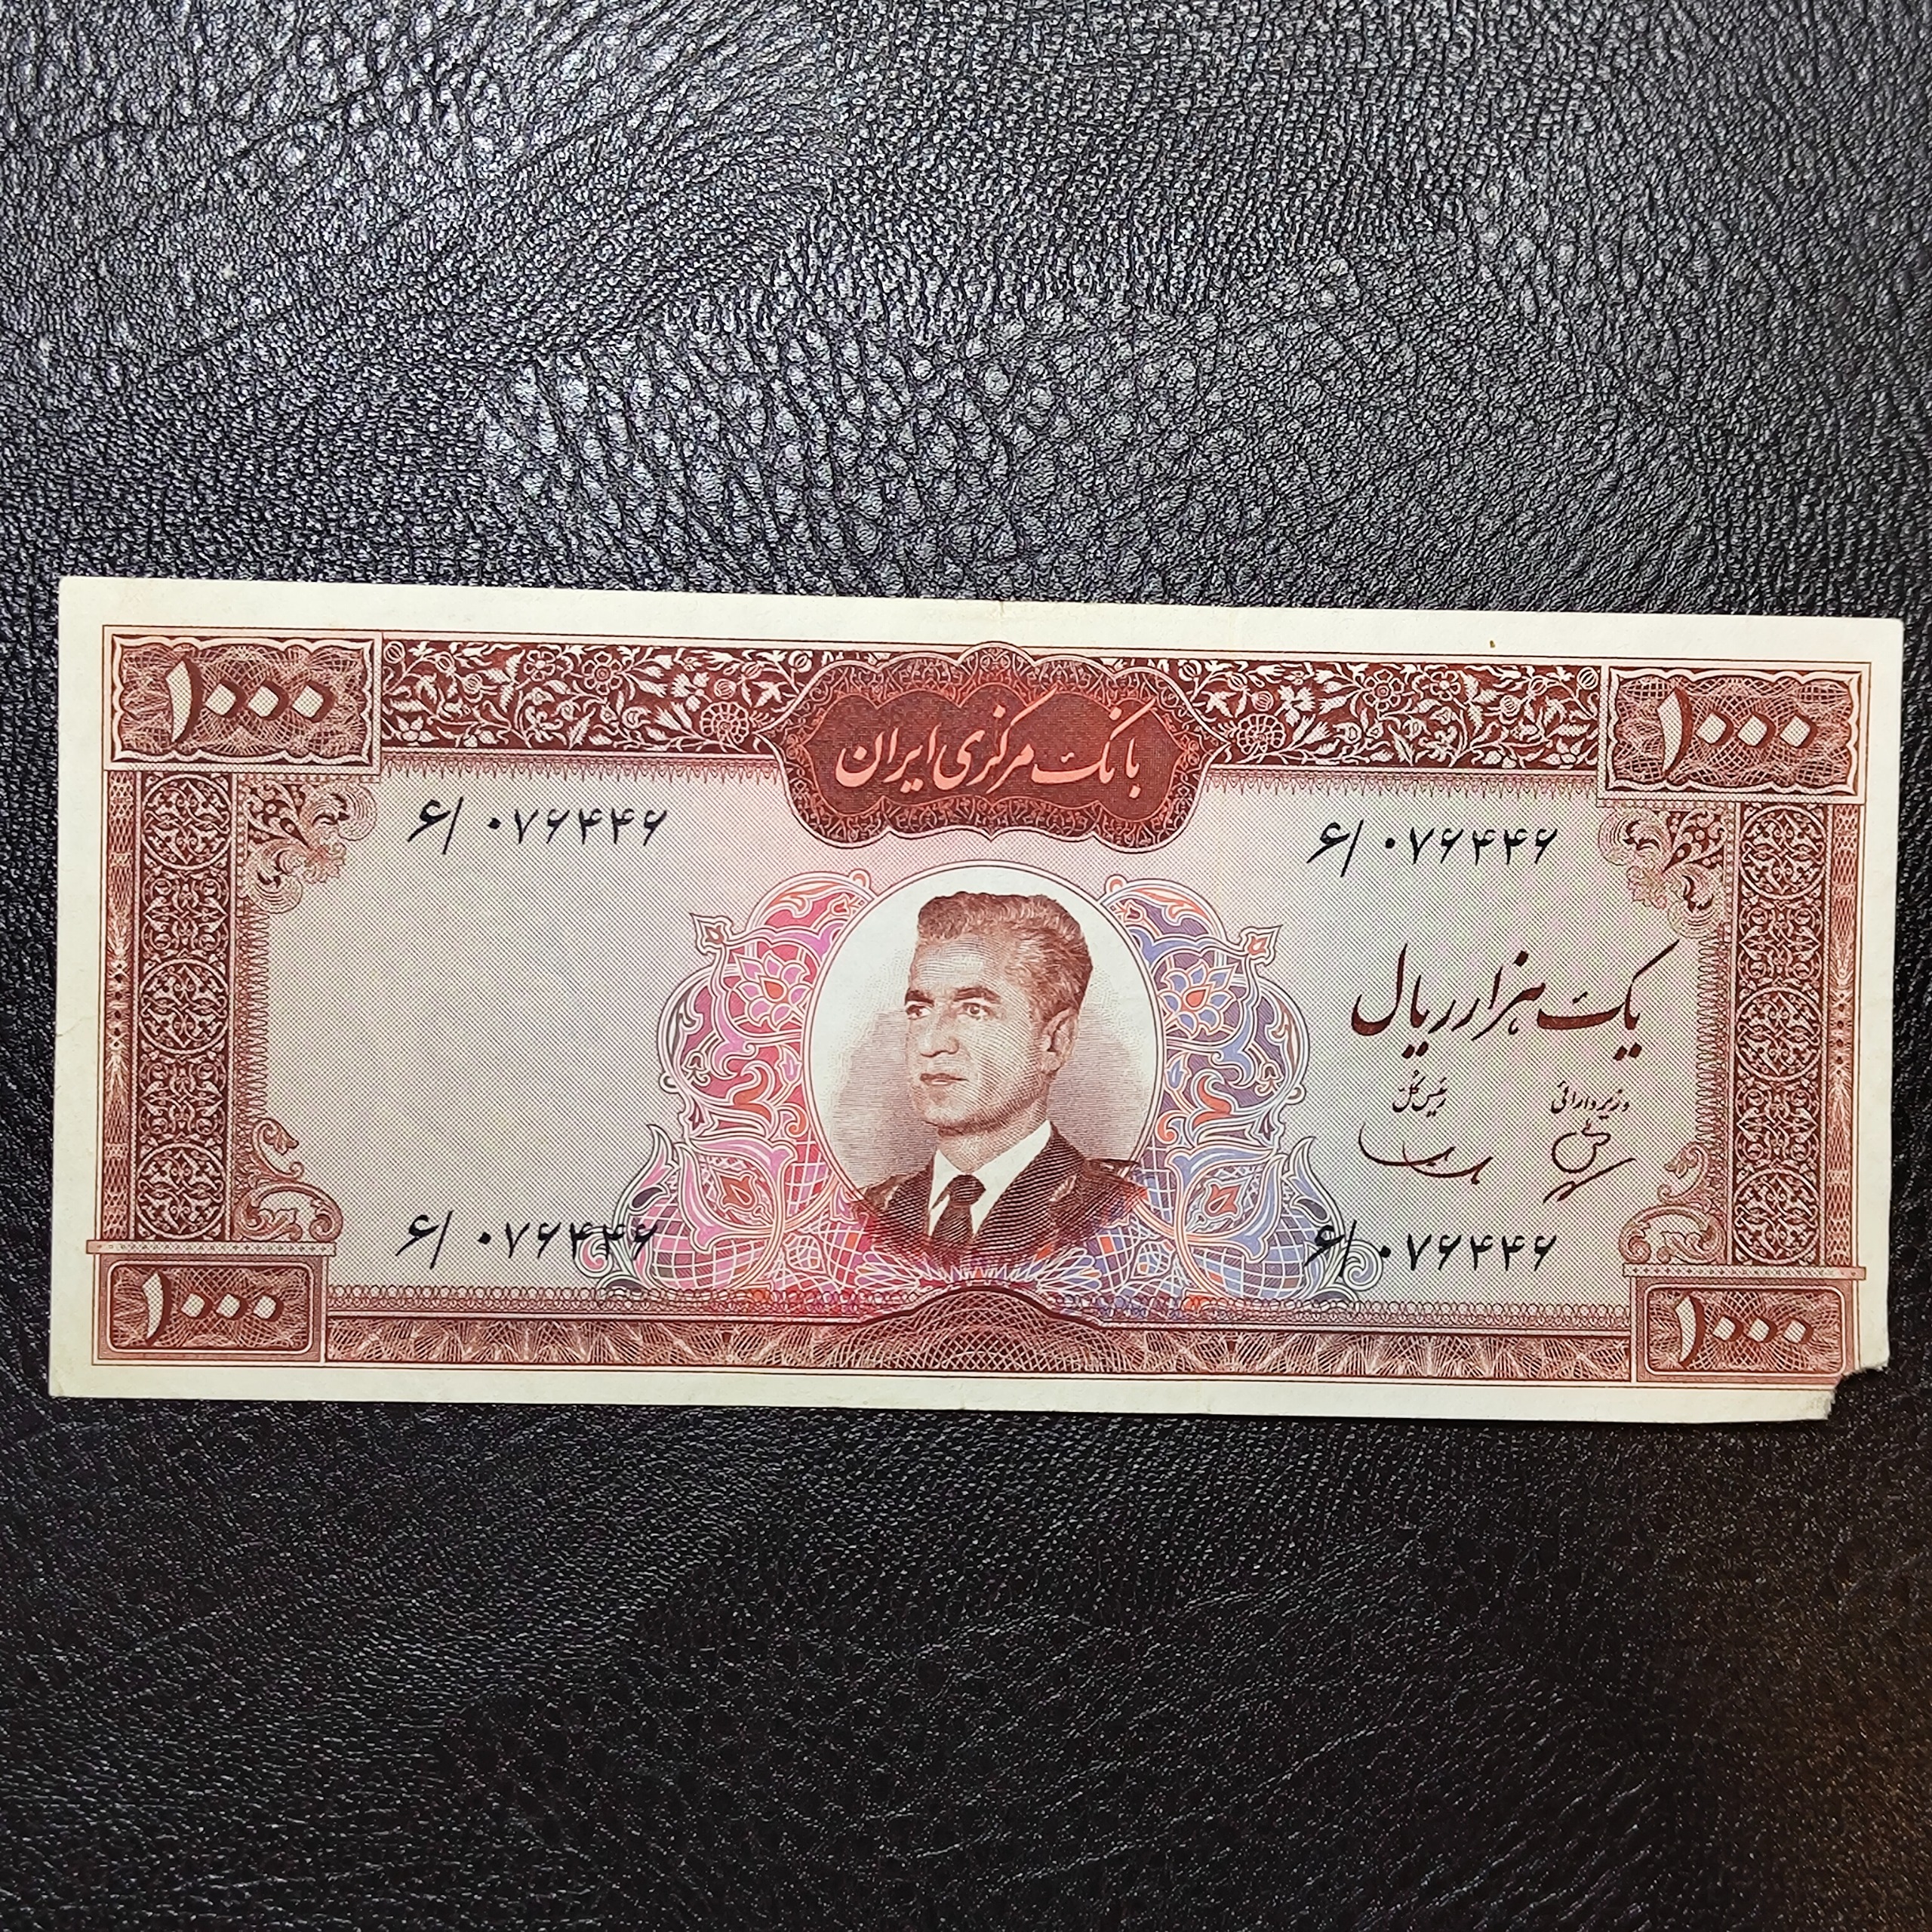 ۱۰۰۰
بانک مرکزی ایران
۱۰۰۰
۶/۰۷۶۴۴۶
۶/۰۷۶۴۴۶
یک هزار ریال
وزیر دارائی
رئیس کل
۶/۰۷۶۴۴۶
۶/۰۷۶۴۴۶
۱۰۰۰
۱۰۰۰